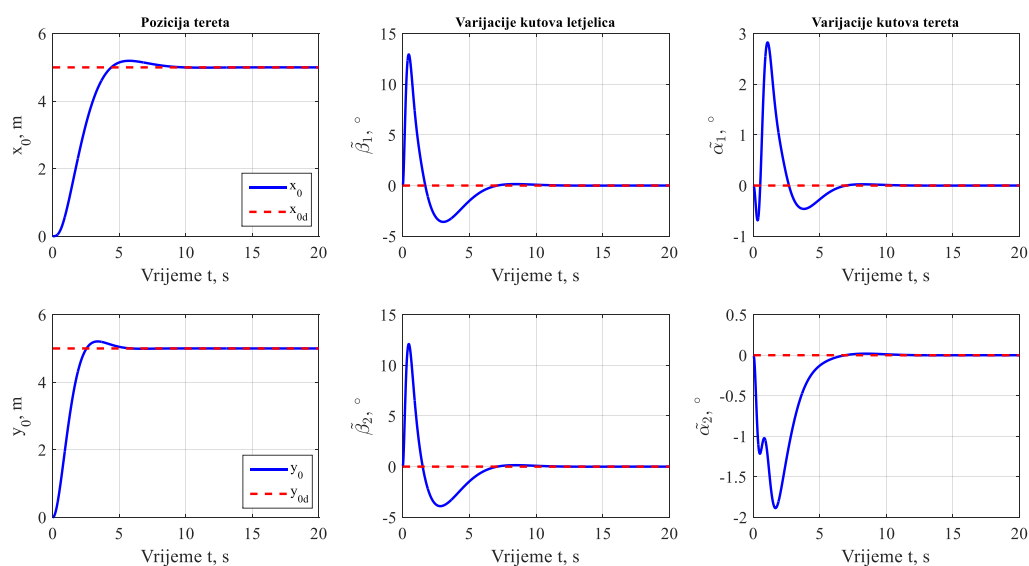 Pozicija tereta
6
4
2
0
x₀, m
x₀
x₀d
0 5 10 15 20
Vrijeme t, s
Varijacije kutova letjelica
15
10
5
0
-5
β̃₁, °
0 5 10 15 20
Vrijeme t, s
Varijacije kutova tereta
3
2
1
0
-1
α̃₁, °
0 5 10 15 20
Vrijeme t, s
6
4
2
0
y₀, m
y₀
y₀d
0 5 10 15 20
Vrijeme t, s
15
10
5
0
-5
β̃₂, °
0 5 10 15 20
Vrijeme t, s
0.5
0
-0.5
-1
-1.5
-2
α̃₂, °
0 5 10 15 20
Vrijeme t, s